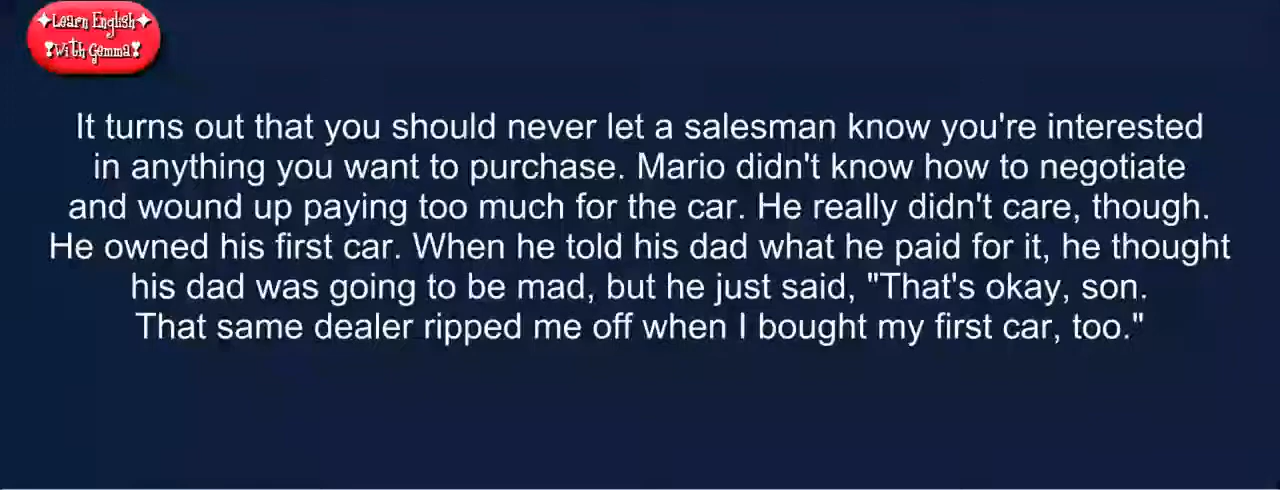 ✦Learn English✦
❣With Gemma❣
It turns out that you should never let a salesman know you're interested
in anything you want to purchase. Mario didn't know how to negotiate
and wound up paying too much for the car. He really didn't care, though.
He owned his first car. When he told his dad what he paid for it, he thought
his dad was going to be mad, but he just said, "That's okay, son.
That same dealer ripped me off when I bought my first car, too."